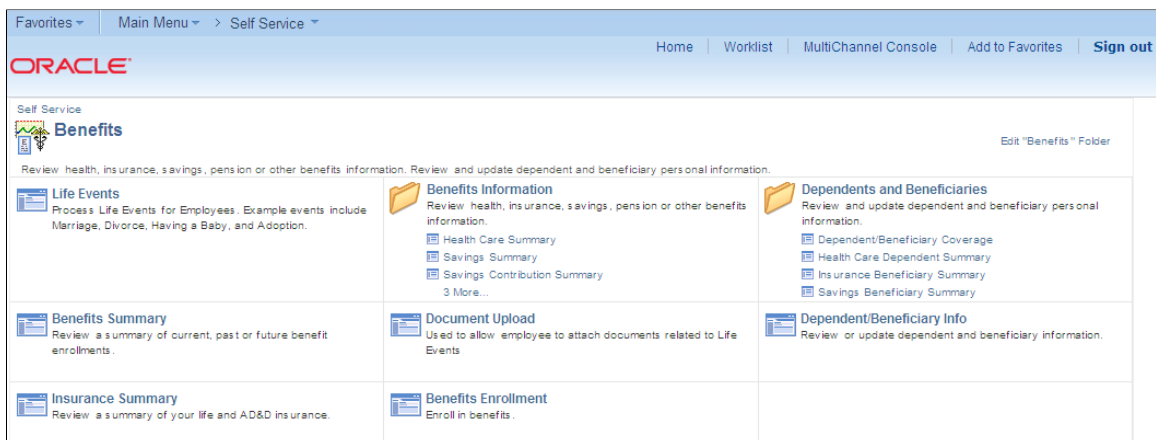 Favorites Main Menu > Self Service
Home Worklist MultiChannel Console Add to Favorites Sign out
ORACLE
Self Service
Benefits
Edit "Benefits" Folder
Review health, insurance, savings, pension or other benefits information. Review and update dependent and beneficiary personal information.
Life Events
Process Life Events for Employees. Example events include
Marriage, Divorce, Having a Baby, and Adoption.
Benefits Information
Review health, insurance, savings, pension or other benefits
information.
Health Care Summary
Savings Summary
Savings Contribution Summary
3 More...
Dependents and Beneficiaries
Review and update dependent and beneficiary personal
information.
Dependent/Beneficiary Coverage
Health Care Dependent Summary
Insurance Beneficiary Summary
Savings Beneficiary Summary
Benefits Summary
Review a summary of current, past or future benefit
enrollments.
Document Upload
Used to allow employee to attach documents related to Life
Events
Dependent/Beneficiary Info
Review or update dependent and beneficiary information.
Insurance Summary
Review a summary of your life and AD&D insurance.
Benefits Enrollment
Enroll in benefits.